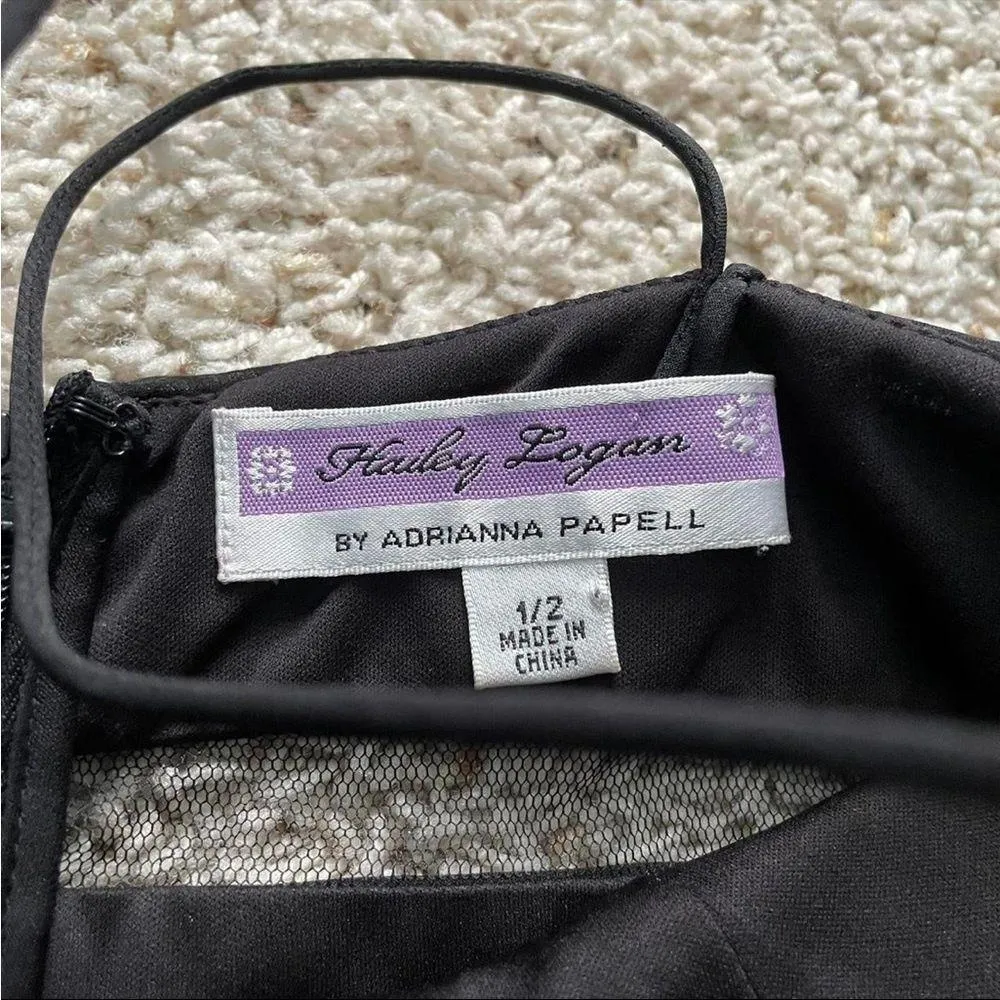 Hailey Logan
BY ADRIANNA PAPELL
1/2
MADE IN
CHINA